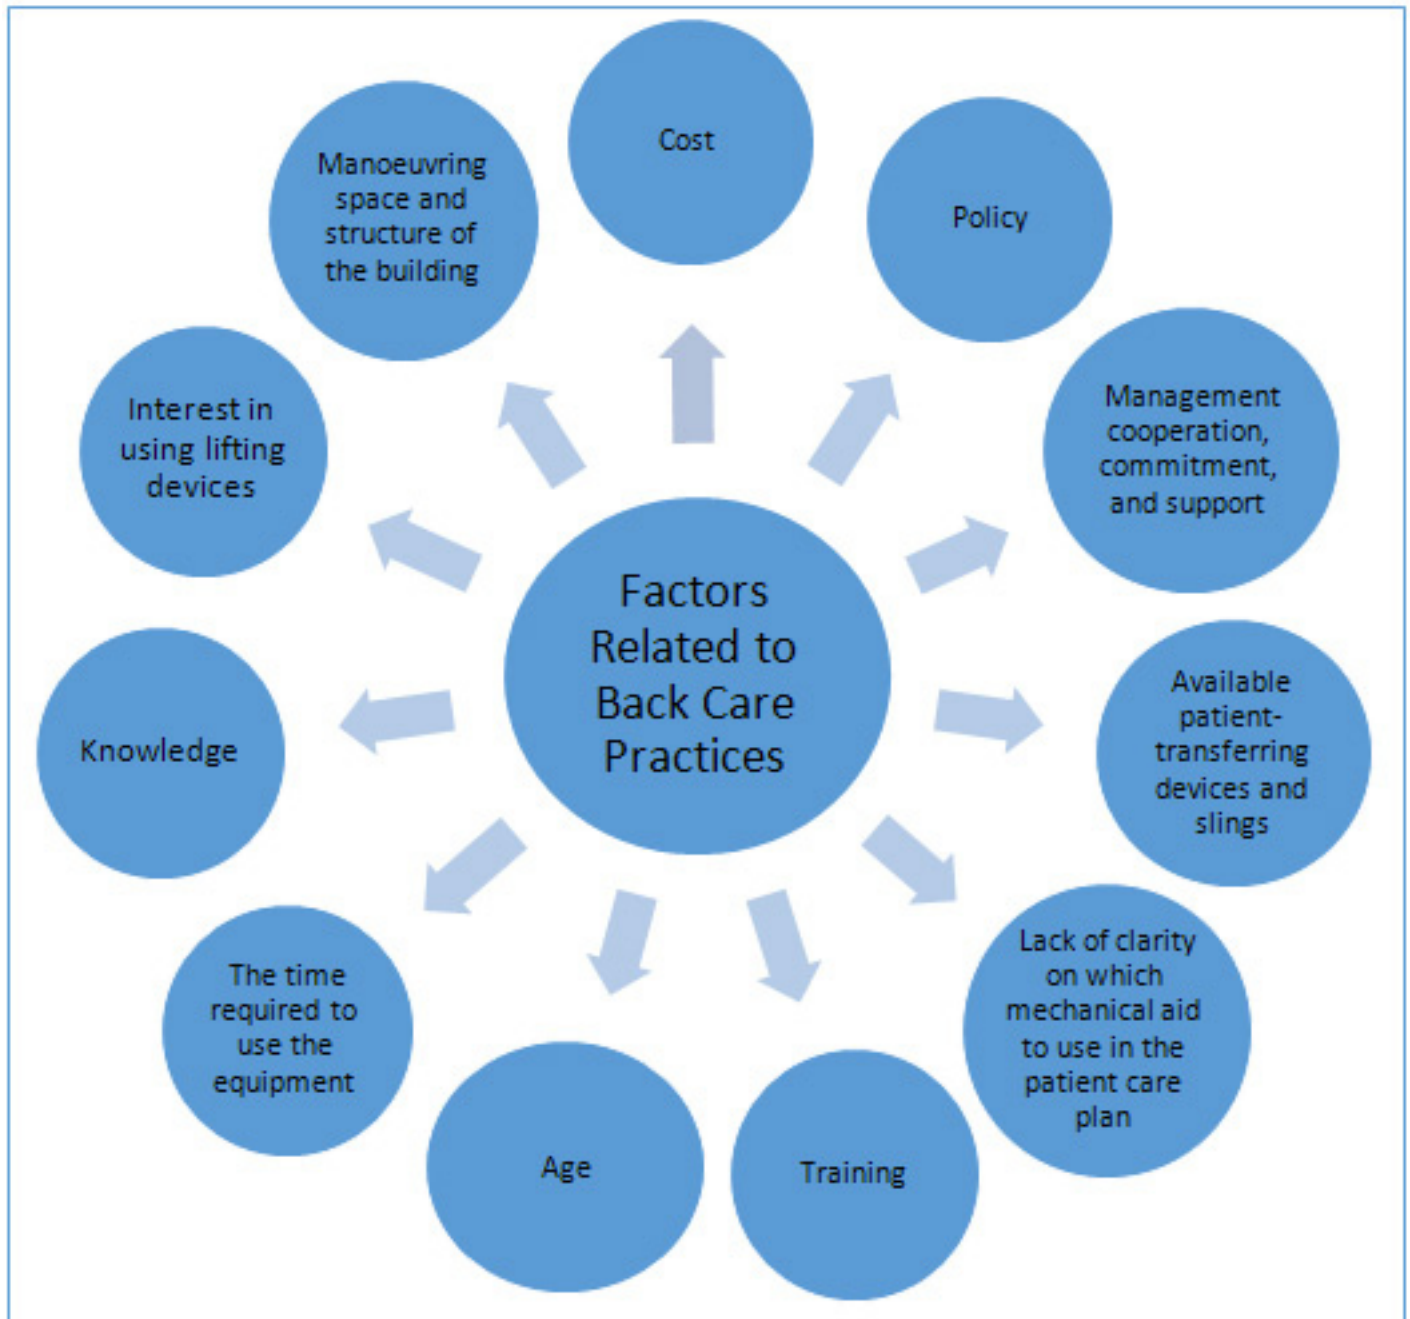 Cost
Policy
Management
cooperation,
commitment,
and support
Available
patient-
transferring
devices and
slings
Lack of clarity
on which
mechanical aid
to use in the
patient care
plan
Training
Age
The time
required to
use the
equipment
Knowledge
Interest in
using lifting
devices
Manoeuvring
space and
structure of
the building
Factors
Related to
Back Care
Practices